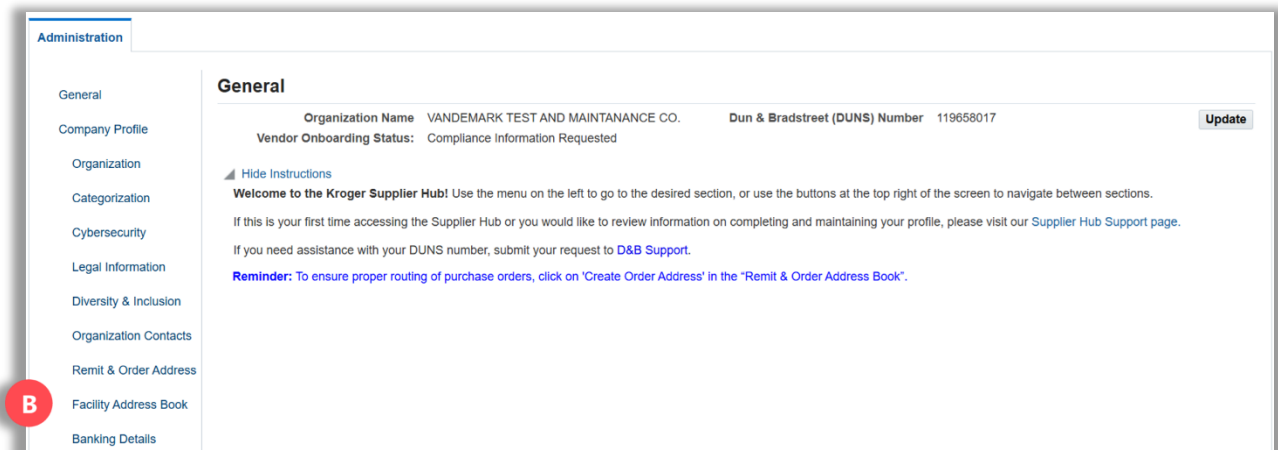 Administration
General
Company Profile
Organization
Categorization
Cybersecurity
Legal Information
Diversity & Inclusion
Organization Contacts
Remit & Order Address
B
Facility Address Book
Banking Details
General
Organization Name VANDEMARK TEST AND MAINTANANCE CO. Dun & Bradstreet (DUNS) Number 119658017 Update
Vendor Onboarding Status: Compliance Information Requested
Hide Instructions
Welcome to the Kroger Supplier Hub! Use the menu on the left to go to the desired section, or use the buttons at the top right of the screen to navigate between sections.
If this is your first time accessing the Supplier Hub or you would like to review information on completing and maintaining your profile, please visit our Supplier Hub Support page.
If you need assistance with your DUNS number, submit your request to D&B Support.
Reminder: To ensure proper routing of purchase orders, click on 'Create Order Address' in the "Remit & Order Address Book".